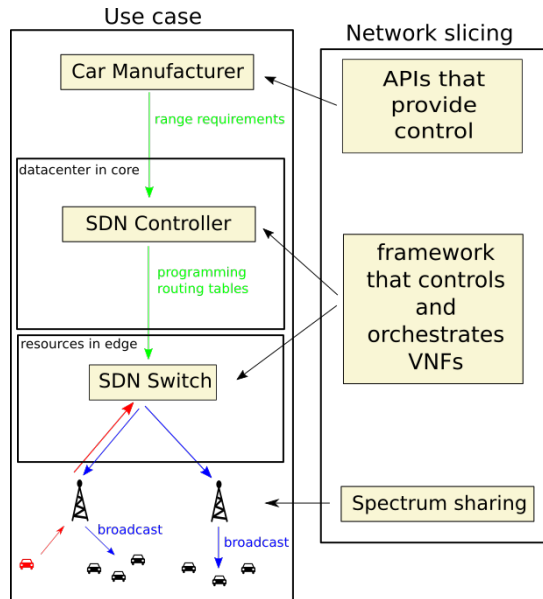 Use case
Car Manufacturer
range requirements
datacenter in core
SDN Controller
programming
routing tables
resources in edge
SDN Switch
broadcast
broadcast
Network slicing
APIs that
provide
control
framework
that controls
and
orchestrates
VNFs
Spectrum sharing